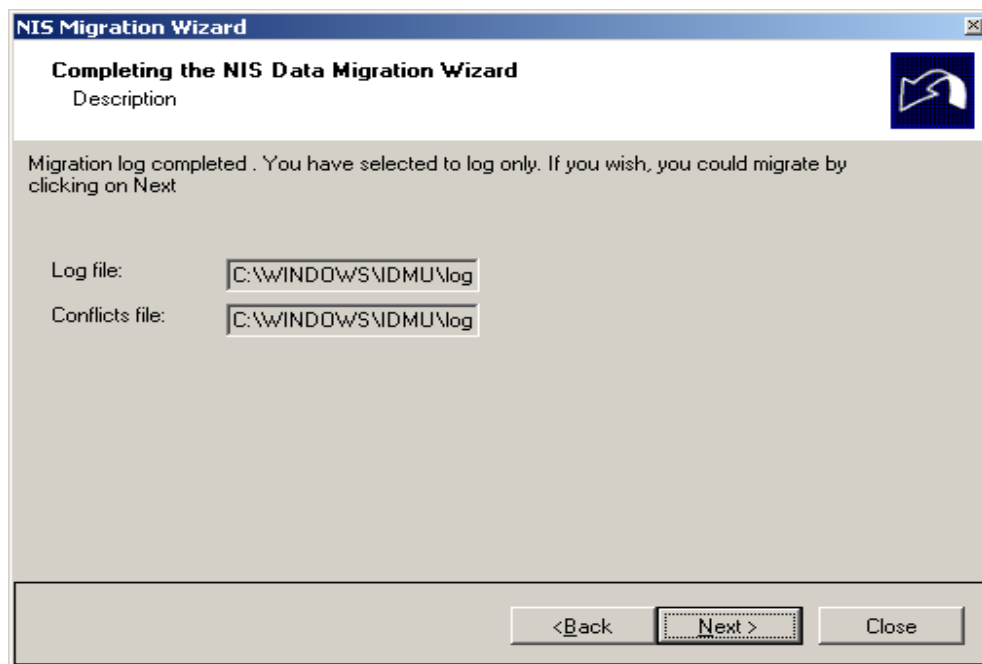 NIS Migration Wizard
Completing the NIS Data Migration Wizard
Description
Migration log completed . You have selected to log only. If you wish, you could migrate by
clicking on Next
Log file:
C:\WINDOWS\IDMU\log
Conflicts file:
C:\WINDOWS\IDMU\log
<Back
Next >
Close